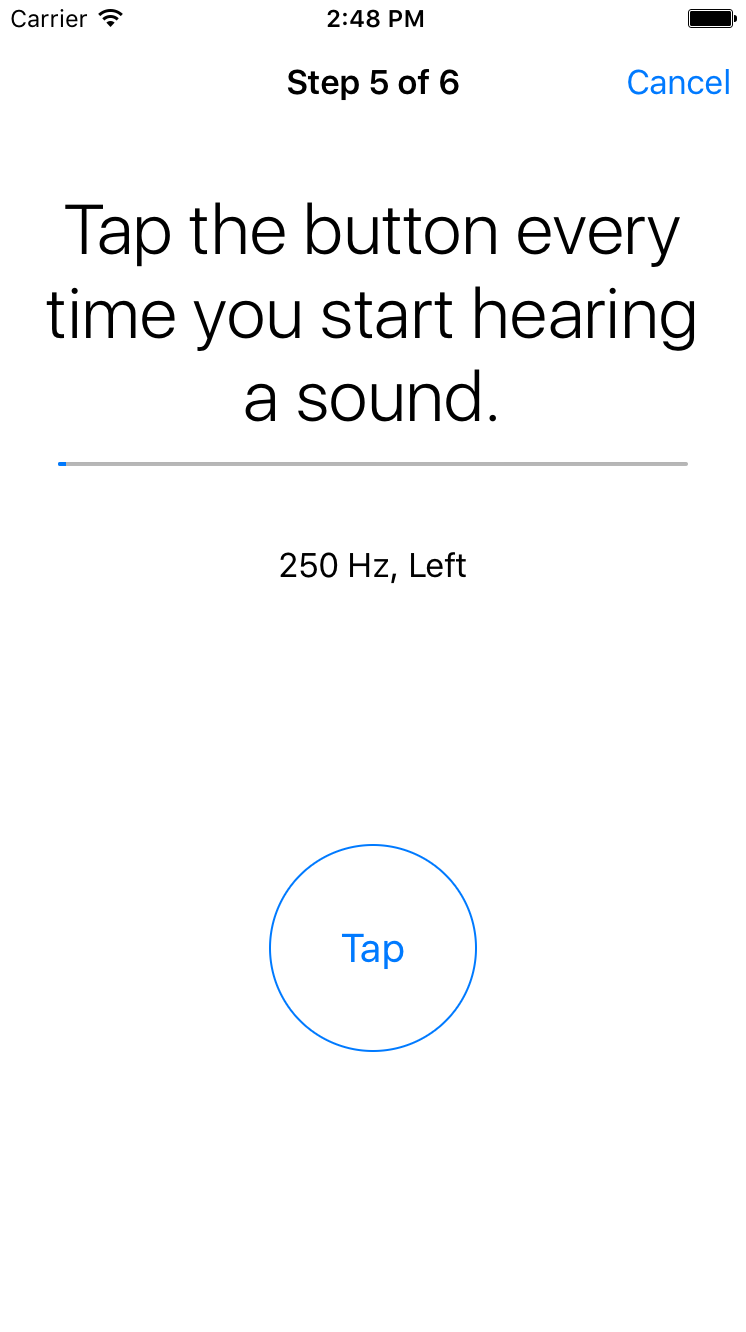 Carrier 2:48 PM
Step 5 of 6 Cancel
Tap the button every
time you start hearing
a sound.
250 Hz, Left
Tap